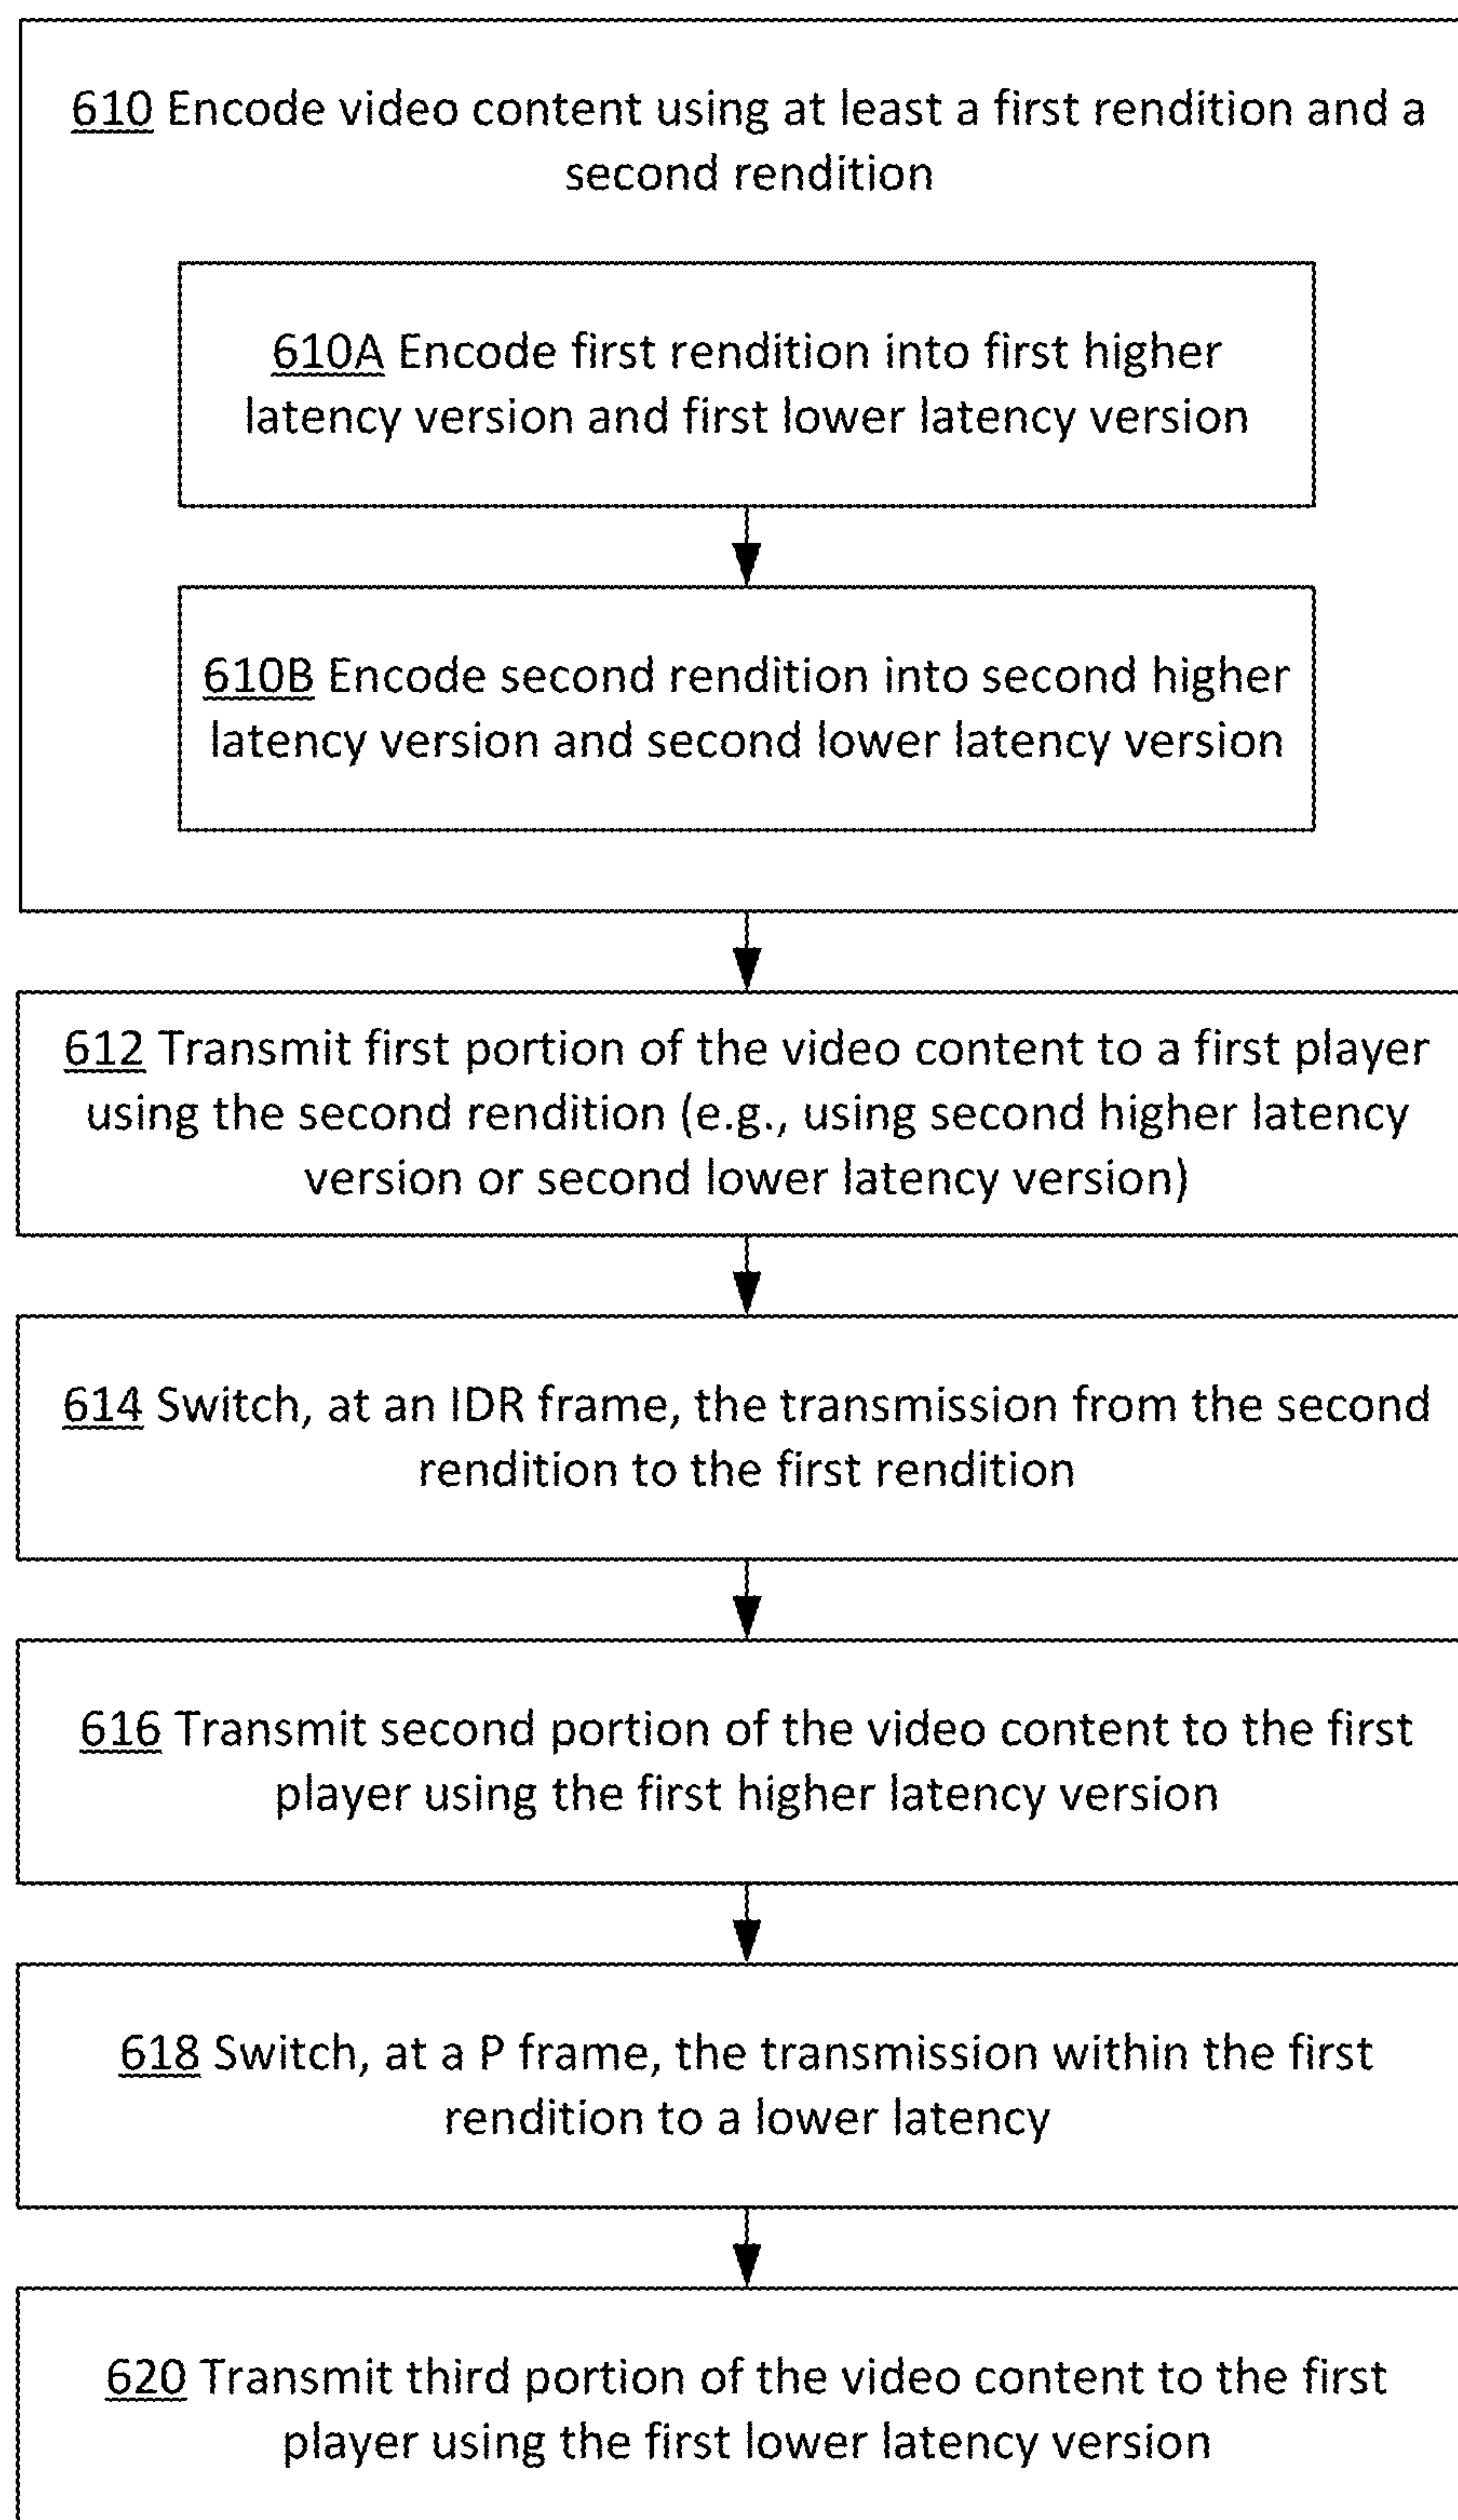 610 Encode video content using at least a first rendition and a
second rendition
610A Encode first rendition into first higher
latency version and first lower latency version
610B Encode second rendition into second higher
latency version and second lower latency version
612 Transmit first portion of the video content to a first player
using the second rendition (e.g., using second higher latency
version or second lower latency version)
614 Switch, at an IDR frame, the transmission from the second
rendition to the first rendition
616 Transmit second portion of the video content to the first
player using the first higher latency version
618 Switch, at a P frame, the transmission within the first
rendition to a lower latency
620 Transmit third portion of the video content to the first
player using the first lower latency version